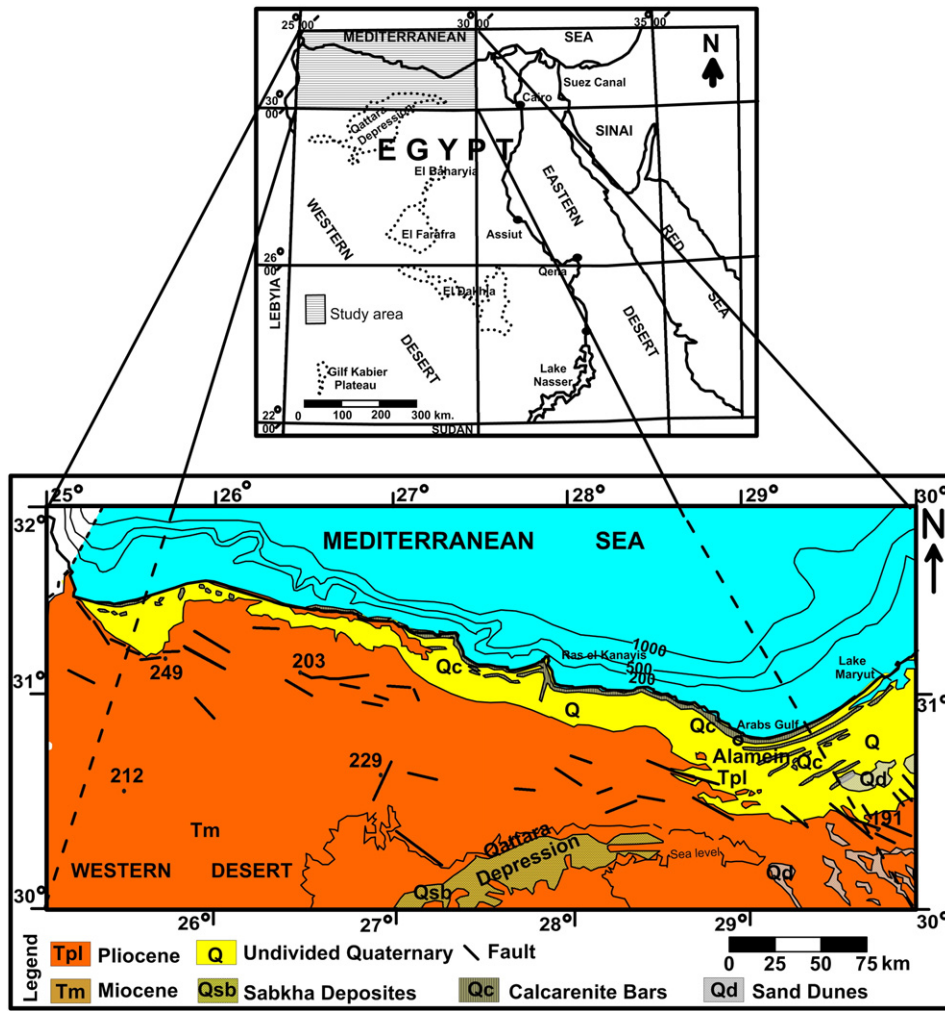 25°00' 30°00' 35°00'
MEDITERRANEAN SEA
N
Suez Canal
Cairo
30°00'
Qattara
Depression
SINAI
EGYPT
El Baharyia
EASTERN
WESTERN
El Farafra
Assiut
RED
26°00'
Qena
El Dakhla
LEBYIA
SEA
Study area
DESERT
DESERT
Gilf Kabier
Plateau
Lake
Nasser
0 100 200 300 km.
22°00'
SUDAN
25° 26° 27° 28° 29° 30°
32°
N
MEDITERRANEAN SEA
1000
Ras el Kanayis
500
200
Lake
Maryut
249
203
Qc
31° 31°
Q
Qc
Arabs Gulf
Q
Alamein
Qc
Tpl
Qd
212
229
191
Tm
Qattara
Sea level
WESTERN DESERT
Depression
Qd
Qsb
30° 30°
26° 27° 28° 29° 30°
Legend
Tpl Pliocene
Q Undivided Quaternary
Fault
0 25 50 75 km
Tm Miocene
Qsb Sabkha Deposites
Qc Calcarenite Bars
Qd Sand Dunes